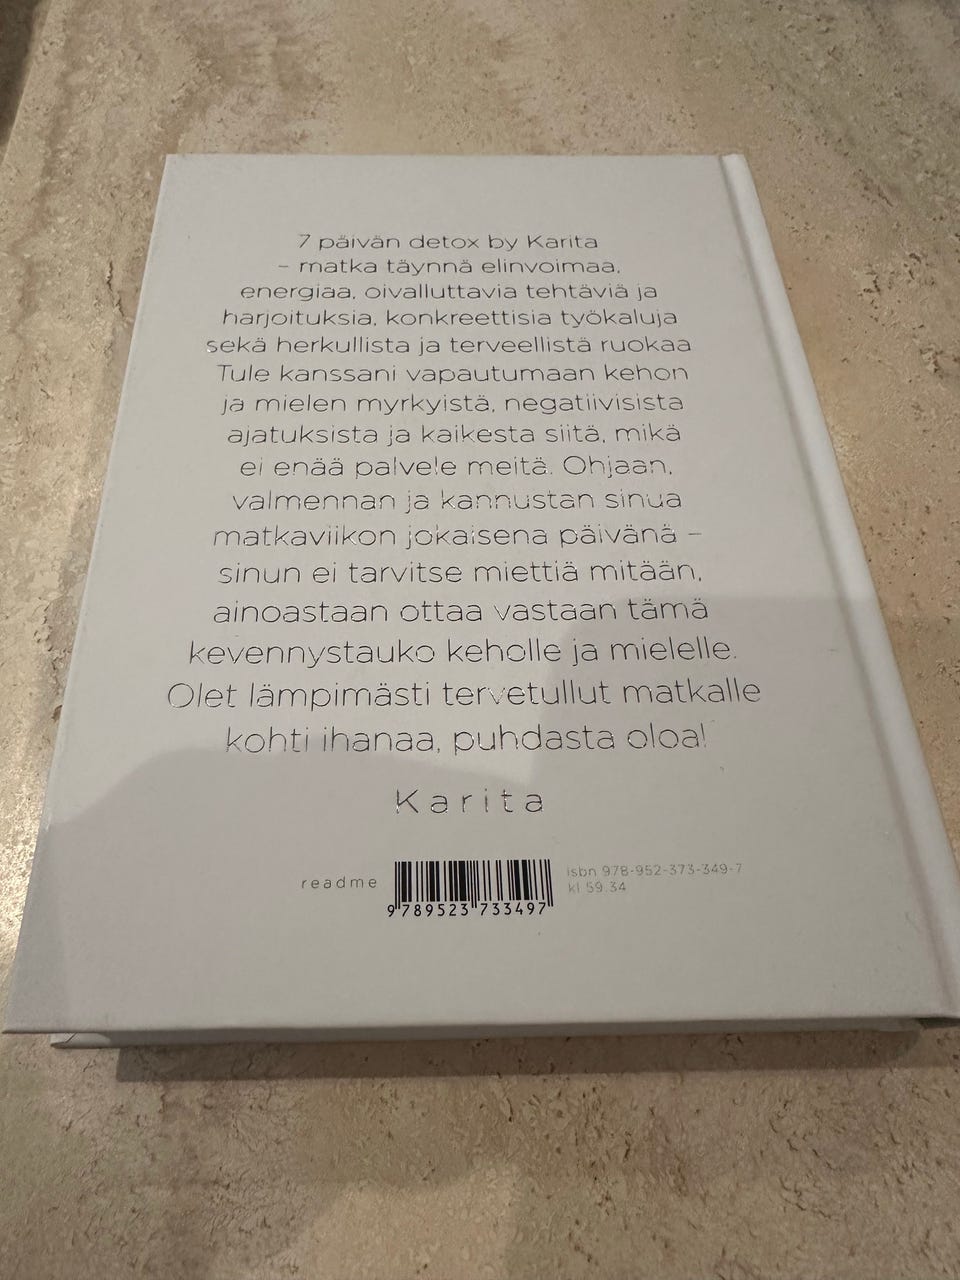 7 päivän detox by Karita
– matka täynnä elinvoimaa,
energiaa, oivalluttavia tehtäviä ja
harjoituksia, konkreettisia työkaluja
sekä herkullista ja terveellistä ruokaa
Tule kanssani vapautumaan kehon
ja mielen myrkyistä, negatiivisista
ajatuksista ja kaikesta siitä, mikä
ei enää palvele meitä. Ohjaan,
valmennan ja kannustan sinua
matkaviikon jokaisena päivänä –
sinun ei tarvitse miettiä mitään,
ainoastaan ottaa vastaan tämä
kevennystauko keholle ja mielelle.
Olet lämpimästi tervetullut matkalle
kohti ihanaa, puhdasta oloa!
Karita
readme
isbn 978-952-373-349-7
kl 59.34
9 789523 733497